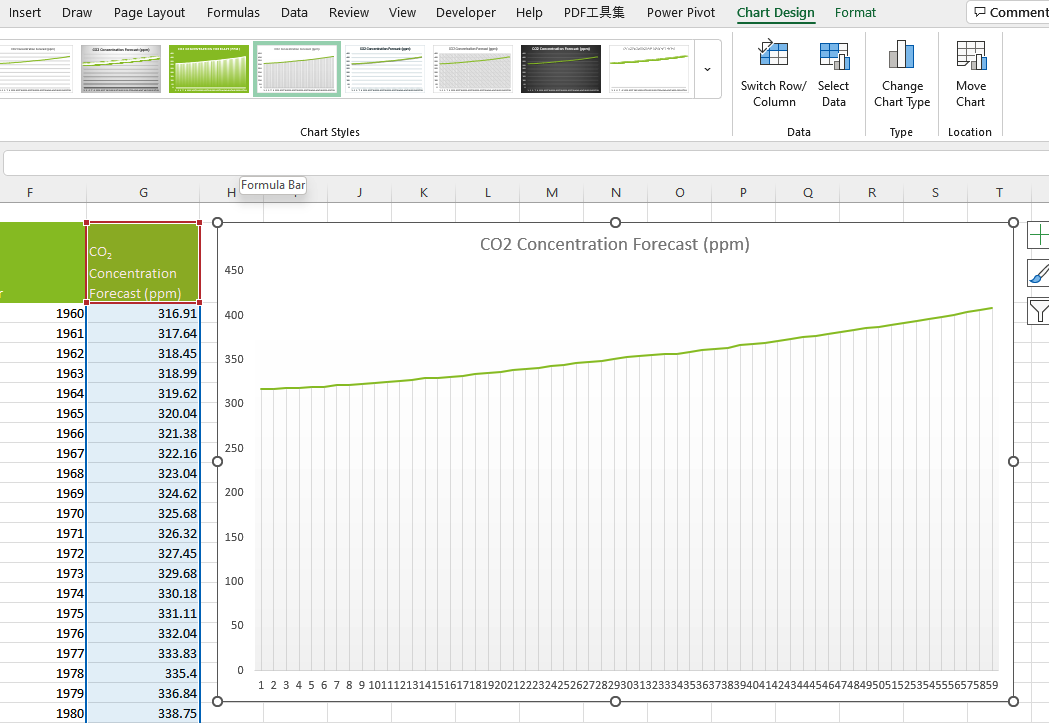 Insert Draw Page Layout Formulas Data Review View Developer Help PDF工具集 Power Pivot Chart Design Format Comment
Switch Row/ Column
Select Data
Change Chart Type
Move Chart
Chart Styles Data Type Location
Formula Bar
F G H J K L M N O P Q R S T
CO2
Concentration
Forecast (ppm)
r
1960 316.91
1961 317.64
1962 318.45
1963 318.99
1964 319.62
1965 320.04
1966 321.38
1967 322.16
1968 323.04
1969 324.62
1970 325.68
1971 326.32
1972 327.45
1973 329.68
1974 330.18
1975 331.11
1976 332.04
1977 333.83
1978 335.4
1979 336.84
1980 338.75
CO2 Concentration Forecast (ppm)
450
400
350
300
250
200
150
100
50
0
1 2 3 4 5 6 7 8 9 10 11 12 13 14 15 16 17 18 19 20 21 22 23 24 25 26 27 28 29 30 31 32 33 34 35 36 37 38 39 40 41 42 43 44 45 46 47 48 49 50 51 52 53 54 55 56 57 58 59